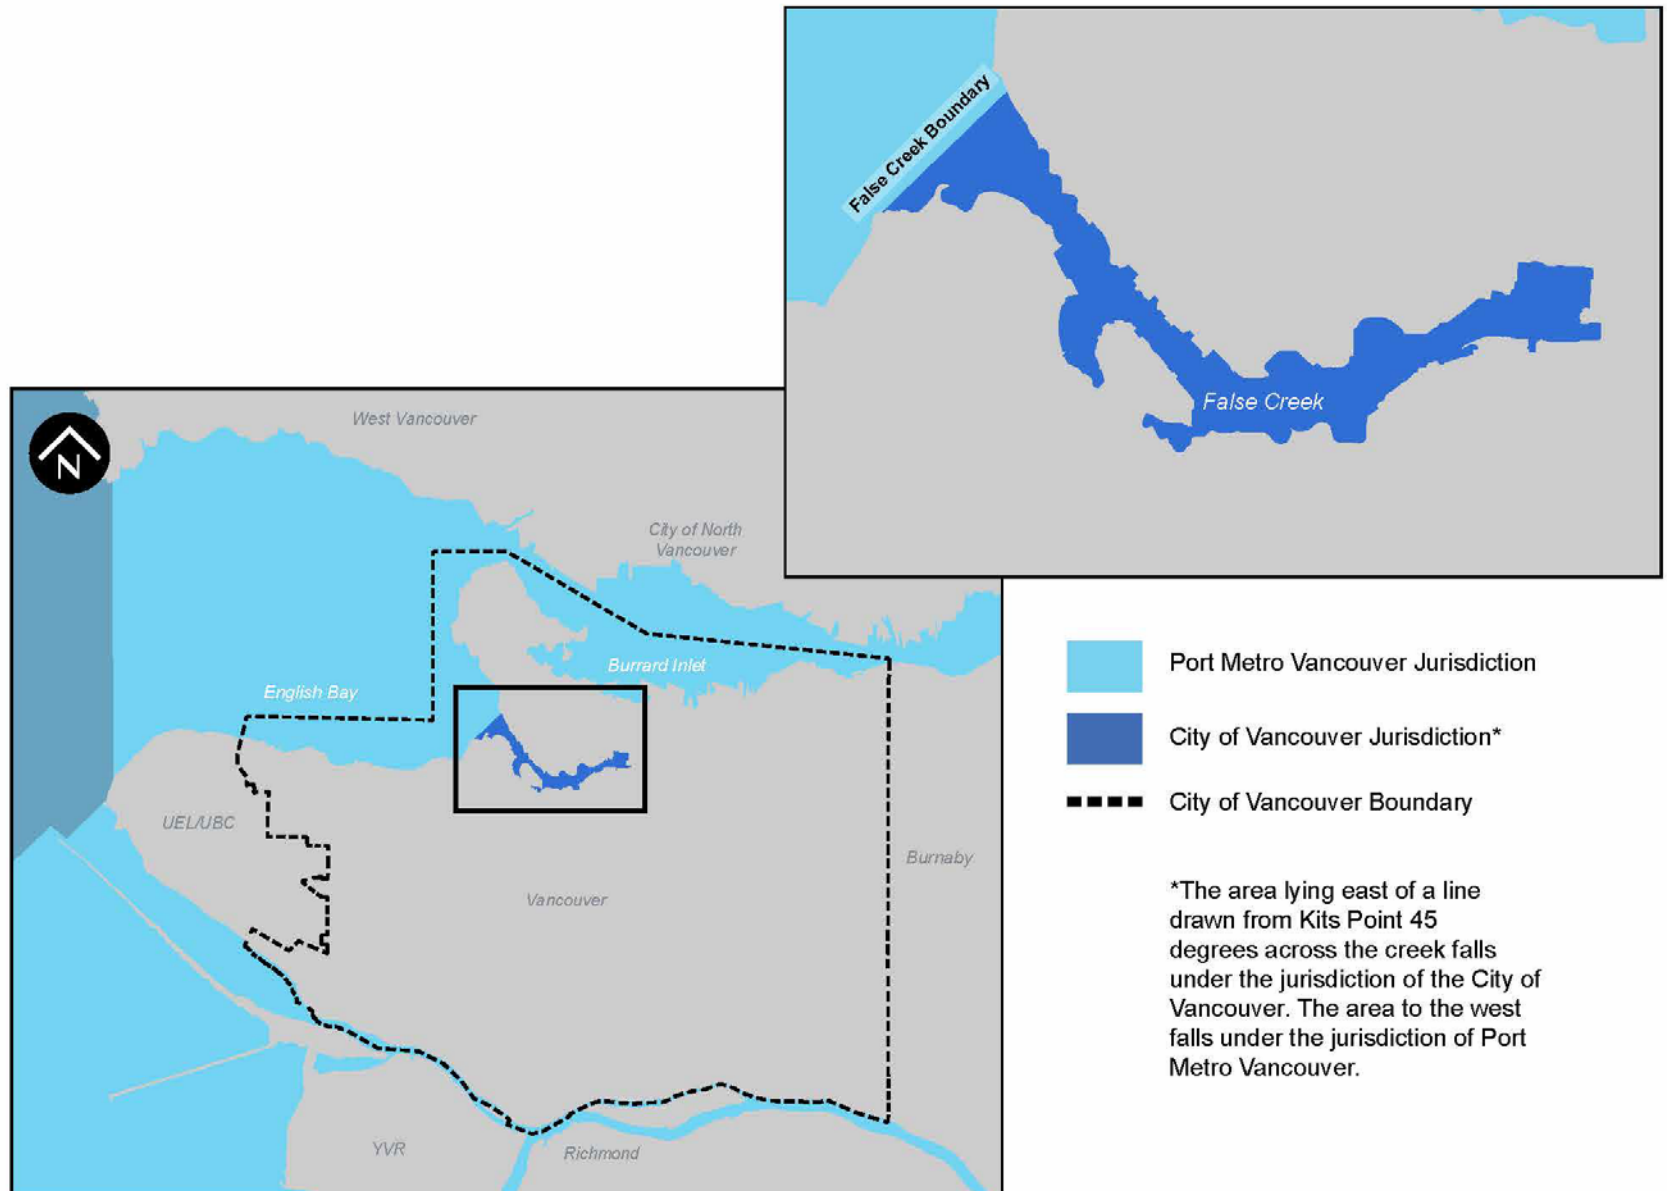 False Creek Boundary
False Creek
N
West Vancouver
City of North
Vancouver
Burrard Inlet
English Bay
UEL/UBC
Burnaby
Vancouver
YVR
Richmond
Port Metro Vancouver Jurisdiction
City of Vancouver Jurisdiction*
City of Vancouver Boundary
*The area lying east of a line
drawn from Kits Point 45
degrees across the creek falls
under the jurisdiction of the City of
Vancouver. The area to the west
falls under the jurisdiction of Port
Metro Vancouver.